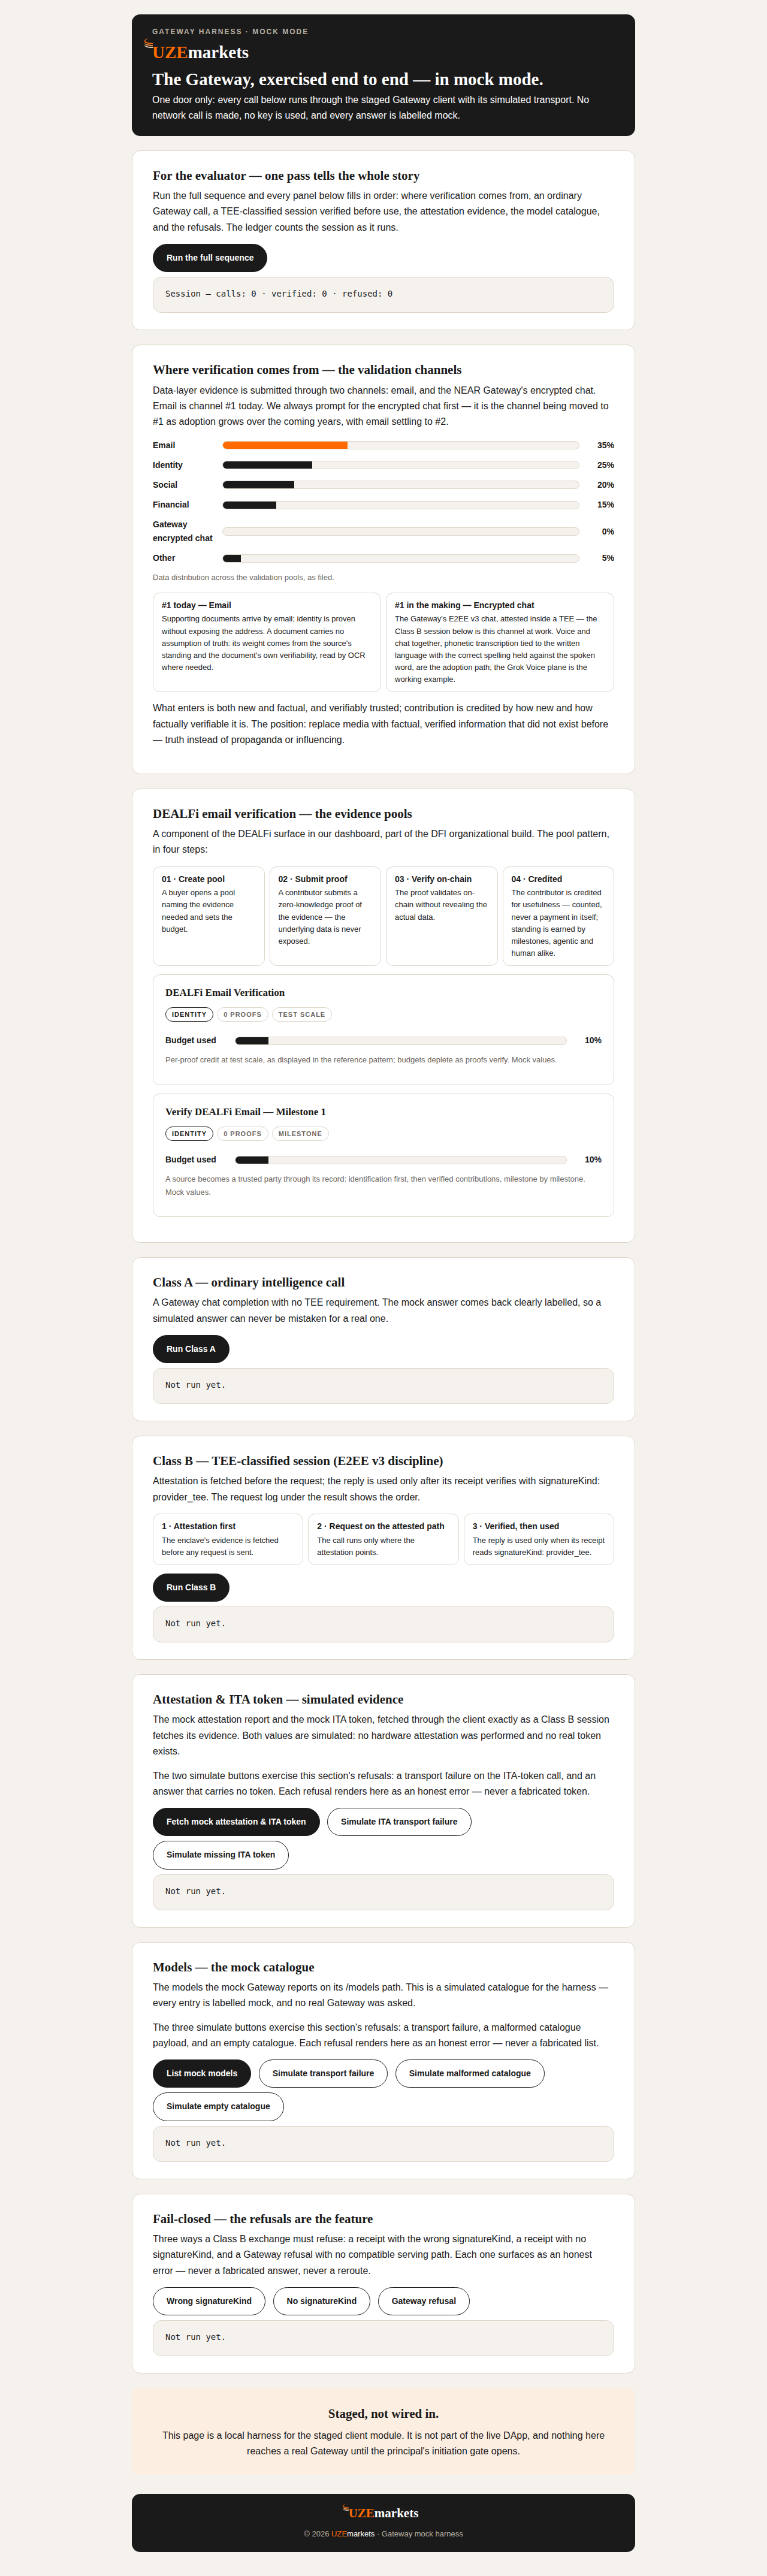 GATEWAY HARNESS · MOCK MODE
UZEmarkets
The Gateway, exercised end to end — in mock mode.
One door only: every call below runs through the staged Gateway client with its simulated transport. No
network call is made, no key is used, and every answer is labelled mock.
For the evaluator — one pass tells the whole story
Run the full sequence and every panel below fills in order: where verification comes from, an ordinary
Gateway call, a TEE-classified session verified before use, the attestation evidence, the model catalogue,
and the refusals. The ledger counts the session as it runs.
Run the full sequence
Session — calls: 0 · verified: 0 · refused: 0
Where verification comes from — the validation channels
Data-layer evidence is submitted through two channels: email, and the NEAR Gateway's encrypted chat.
Email is channel #1 today. We always prompt for the encrypted chat first — it is the channel being moved to
#1 as adoption grows over the coming years, with email settling to #2.
Email 35%
Identity 25%
Social 20%
Financial 15%
Gateway
encrypted chat 0%
Other 5%
Data distribution across the validation pools, as filed.
#1 today — Email
Supporting documents arrive by email; identity is proven
without exposing the address. A document carries no
assumption of truth: its weight comes from the source's
standing and the document's own verifiability, read by OCR
where needed.
#1 in the making — Encrypted chat
The Gateway's E2EE v3 chat, attested inside a TEE — the
Class B session below is this channel at work. Voice and
chat together, phonetic transcription tied to the written
language with the correct spelling held against the spoken
word, are the adoption path; the Grok Voice plane is the
working example.
What enters is both new and factual, and verifiably trusted; contribution is credited by how new and how
factually verifiable it is. The position: replace media with factual, verified information that did not exist before
— truth instead of propaganda or influencing.
DEALFi email verification — the evidence pools
A component of the DEALFi surface in our dashboard, part of the DFI organizational build. The pool pattern,
in four steps:
01 · Create pool
A buyer opens a pool
naming the evidence
needed and sets the
budget.
02 · Submit proof
A contributor submits a
zero-knowledge proof of
the evidence — the
underlying data is never
exposed.
03 · Verify on-chain
The proof validates on-
chain without revealing the
actual data.
04 · Credited
The contributor is credited
for usefulness — counted,
never a payment in itself;
standing is earned by
milestones, agentic and
human alike.
DEALFi Email Verification
IDENTITY 0 PROOFS TEST SCALE
Budget used 10%
Per-proof credit at test scale, as displayed in the reference pattern; budgets deplete as proofs verify. Mock values.
Verify DEALFi Email — Milestone 1
IDENTITY 0 PROOFS MILESTONE
Budget used 10%
A source becomes a trusted party through its record: identification first, then verified contributions, milestone by milestone.
Mock values.
Class A — ordinary intelligence call
A Gateway chat completion with no TEE requirement. The mock answer comes back clearly labelled, so a
simulated answer can never be mistaken for a real one.
Run Class A
Not run yet.
Class B — TEE-classified session (E2EE v3 discipline)
Attestation is fetched before the request; the reply is used only after its receipt verifies with signatureKind:
provider_tee. The request log under the result shows the order.
1 · Attestation first
The enclave's evidence is fetched
before any request is sent.
2 · Request on the attested path
The call runs only where the
attestation points.
3 · Verified, then used
The reply is used only when its receipt
reads signatureKind: provider_tee.
Run Class B
Not run yet.
Attestation & ITA token — simulated evidence
The mock attestation report and the mock ITA token, fetched through the client exactly as a Class B session
fetches its evidence. Both values are simulated: no hardware attestation was performed and no real token
exists.
The two simulate buttons exercise this section's refusals: a transport failure on the ITA-token call, and an
answer that carries no token. Each refusal renders here as an honest error — never a fabricated token.
Fetch mock attestation & ITA token Simulate ITA transport failure
Simulate missing ITA token
Not run yet.
Models — the mock catalogue
The models the mock Gateway reports on its /models path. This is a simulated catalogue for the harness —
every entry is labelled mock, and no real Gateway was asked.
The three simulate buttons exercise this section's refusals: a transport failure, a malformed catalogue
payload, and an empty catalogue. Each refusal renders here as an honest error — never a fabricated list.
List mock models Simulate transport failure Simulate malformed catalogue
Simulate empty catalogue
Not run yet.
Fail-closed — the refusals are the feature
Three ways a Class B exchange must refuse: a receipt with the wrong signatureKind, a receipt with no
signatureKind, and a Gateway refusal with no compatible serving path. Each one surfaces as an honest
error — never a fabricated answer, never a reroute.
Wrong signatureKind No signatureKind Gateway refusal
Not run yet.
Staged, not wired in.
This page is a local harness for the staged client module. It is not part of the live DApp, and nothing here
reaches a real Gateway until the principal's initiation gate opens.
UZEmarkets
© 2026 UZEmarkets · Gateway mock harness